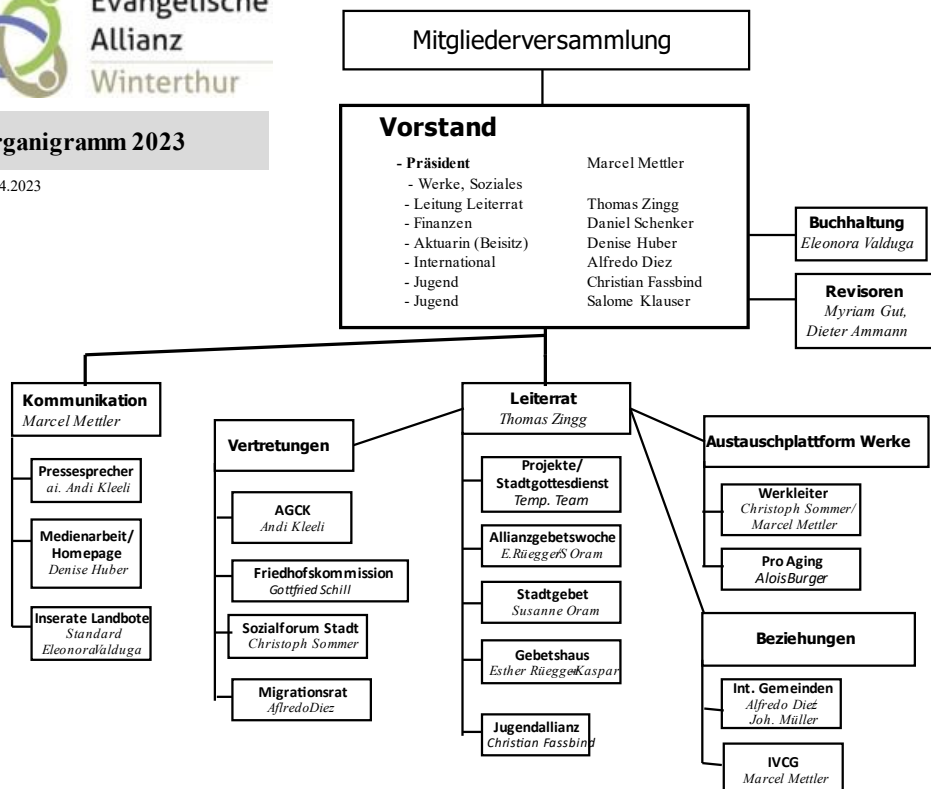 Evangelische
Allianz
Winterthur
rganigramm 2023
4.2023
Mitgliederversammlung
Vorstand
- Präsident Marcel Mettler
- Werke, Soziales
- Leitung Leiterrat Thomas Zingg
- Finanzen Daniel Schenker
- Aktuarin (Beisitz) Denise Huber
- International Alfredo Diez
- Jugend Christian Fassbind
- Jugend Salome Klauser
Buchhaltung
Eleonora Valduga
Revisoren
Myriam Gut,
Dieter Ammann
Kommunikation
Marcel Mettler
Pressesprecher
ai. Andi Kleeli
Medienarbeit/
Homepage
Denise Huber
Inserate Landbote
Standard
EleonoraValduga
Vertretungen
AGCK
Andi Kleeli
Friedhofskommission
Gottfried Schill
Sozialforum Stadt
Christoph Sommer
Migrationsrat
AflredoDiez
Leiterrat
Thomas Zingg
Projekte/
Stadtgottesdienst
Temp. Team
Allianzgebetswoche
E.Rüegger/S Oram
Stadtgebet
Susanne Oram
Gebetshaus
Esther Rüegger-Kaspar
Jugendallianz
Christian Fassbind
Austauschplattform Werke
Werkleiter
Christoph Sommer/
Marcel Mettler
Pro Aging
AloisBurger
Beziehungen
Int. Gemeinden
Alfredo Diez/
Joh. Müller
IVCG
Marcel Mettler